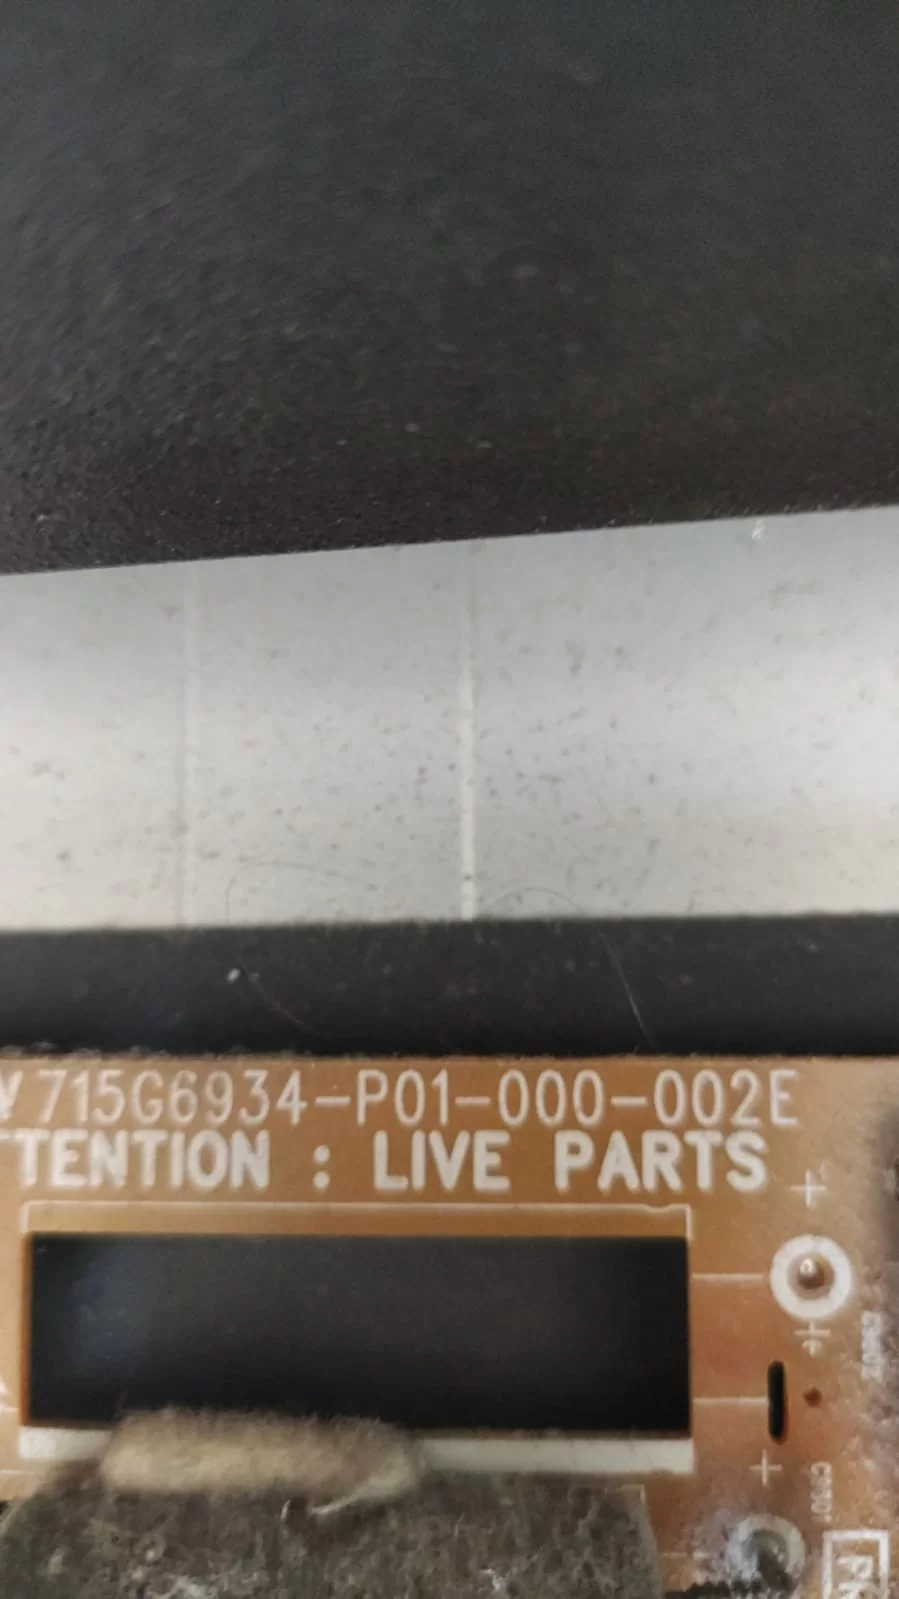 715G6934-P01-000-002E
TENTION : LIVE PARTS
+
+